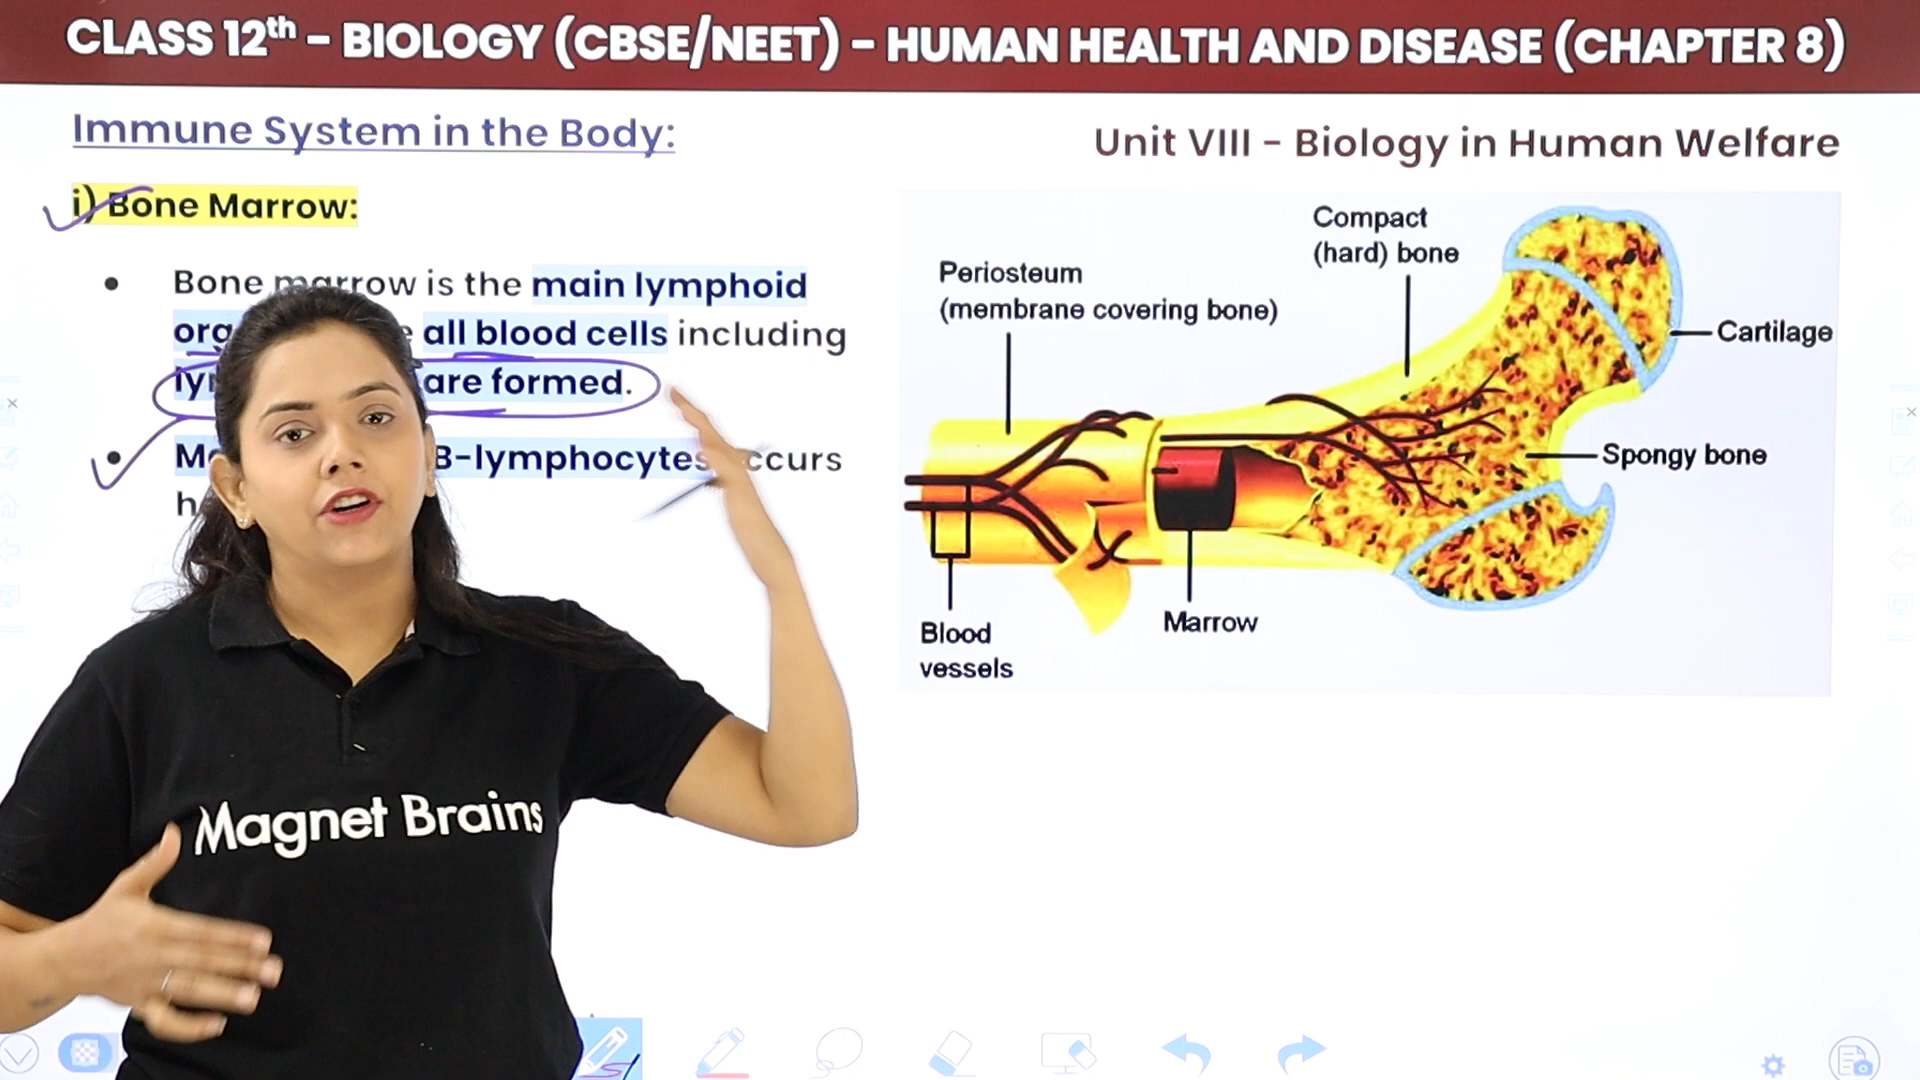 CLASS 12th – BIOLOGY (CBSE/NEET) – HUMAN HEALTH AND DISEASE (CHAPTER 8)
Immune System in the Body:
Unit VIII – Biology in Human Welfare
i) Bone Marrow:
• Bone marrow is the main lymphoid
all blood cells including
are formed.
• B-lymphocytes occurs
Compact
(hard) bone
Periosteum
(membrane covering bone)
Cartilage
Spongy bone
Marrow
Blood
vessels
Magnet Brains